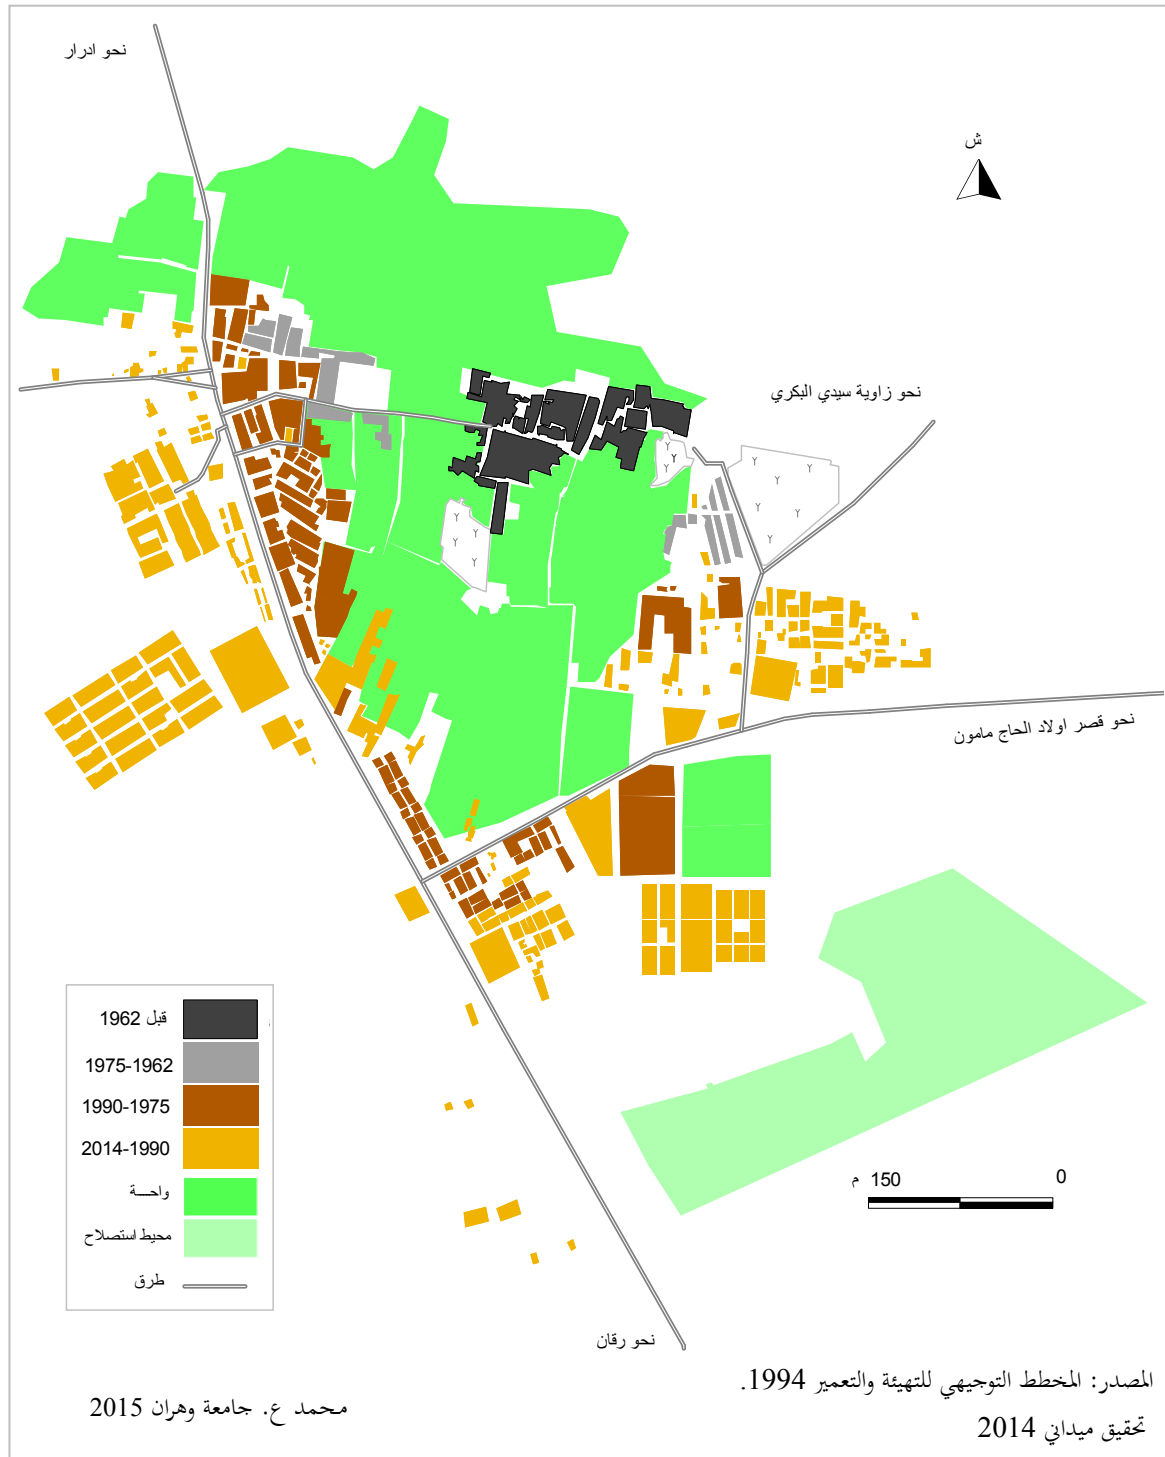 نحو ادرار
ش
نحو زاوية سيدي البكري
نحو قصر اولاد الحاج مامون
قبل 1962
1975-1962
1990-1975
2014-1990
واحـــة
محيط استصلاح
طرق
0
150 م
نحو رقان
المصدر: المخطط التوجيهي للتهيئة والتعمير 1994.
تحقيق ميداني 2014
محمد ع. جامعة وهران 2015